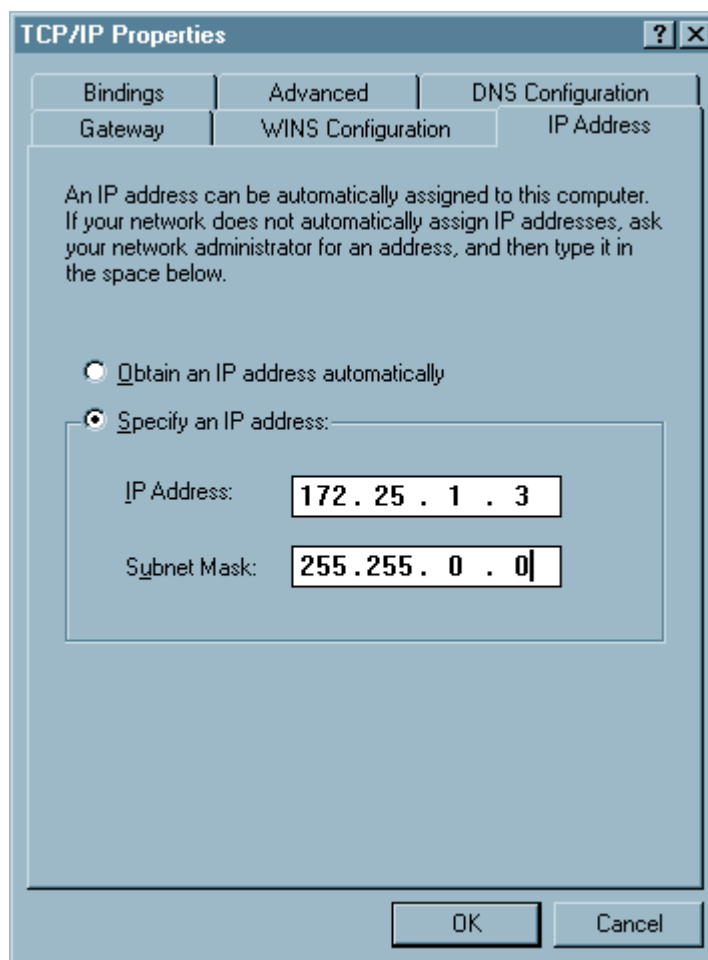 TCP/IP Properties
Bindings Advanced DNS Configuration
Gateway WINS Configuration IP Address
An IP address can be automatically assigned to this computer.
If your network does not automatically assign IP addresses, ask
your network administrator for an address, and then type it in
the space below.
Obtain an IP address automatically
Specify an IP address:
IP Address: 172 . 25 . 1 . 3
Subnet Mask: 255 . 255 . 0 . 0
OK Cancel